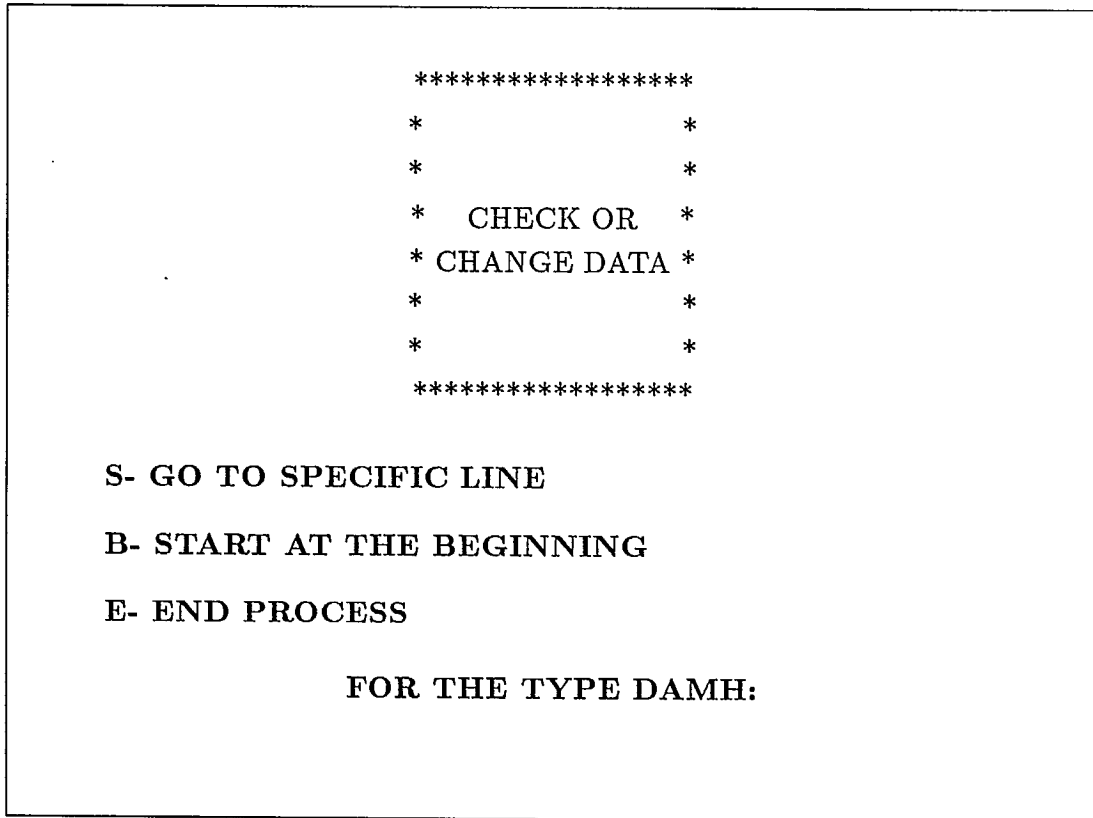 ******************
* *
* *
* CHECK OR *
* CHANGE DATA *
* *
* *
******************
S- GO TO SPECIFIC LINE
B- START AT THE BEGINNING
E- END PROCESS
FOR THE TYPE DAMH: